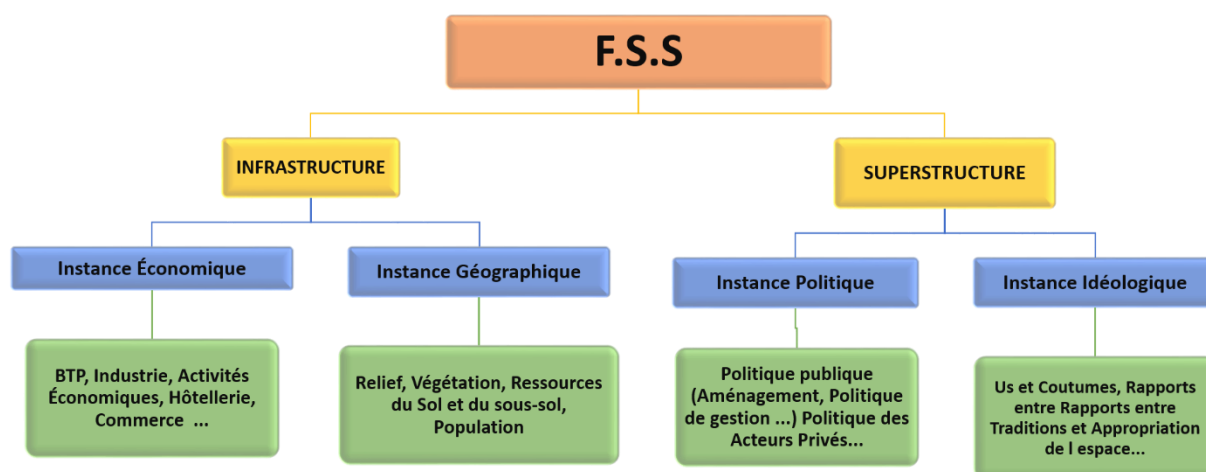 F.S.S
INFRASTRUCTURE
SUPERSTRUCTURE
Instance Économique
Instance Géographique
Instance Politique
Instance Idéologique
BTP, Industrie, Activités
Économiques, Hôtellerie,
Commerce ...
Relief, Végétation, Ressources
du Sol et du sous-sol,
Population
Politique publique
(Aménagement, Politique
de gestion ...) Politique des
Acteurs Privés...
Us et Coutumes, Rapports
entre Rapports entre
Traditions et Appropriation
de l espace...